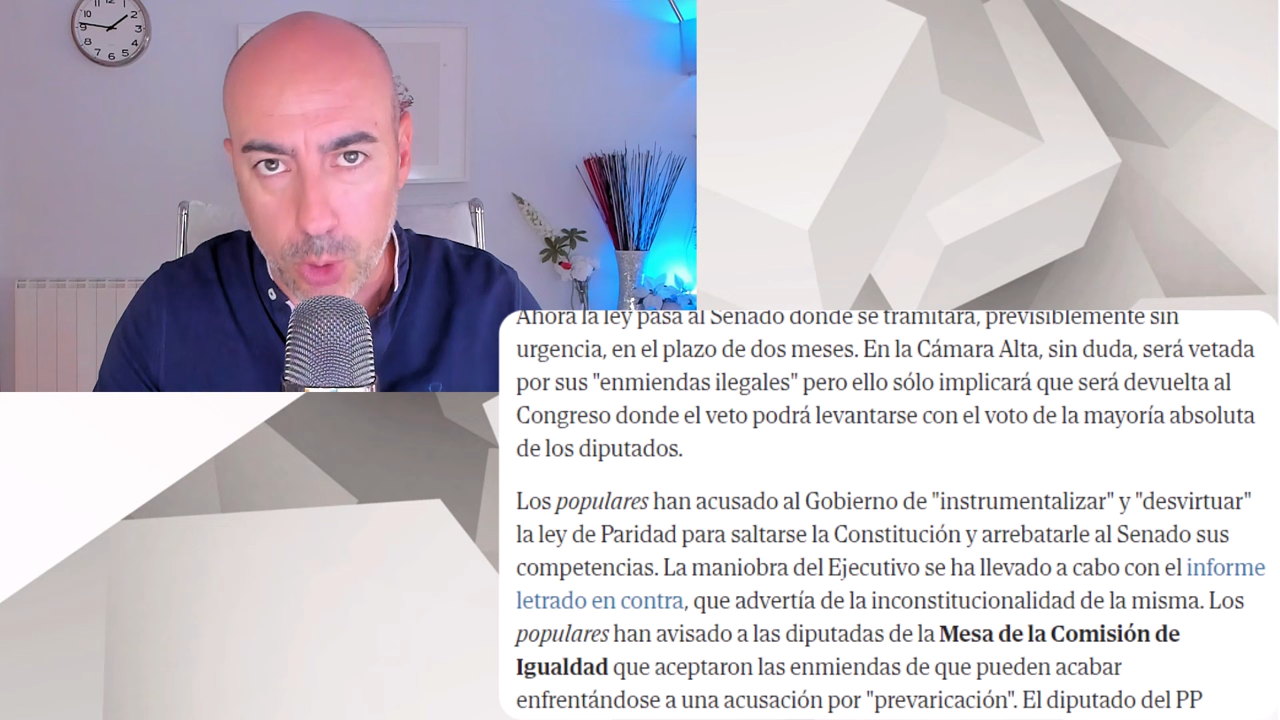 Ahora la ley pasa al Senado donde se tramitará, previsiblemente sin
urgencia, en el plazo de dos meses. En la Cámara Alta, sin duda, será vetada
por sus "enmiendas ilegales" pero ello sólo implicará que será devuelta al
Congreso donde el veto podrá levantarse con el voto de la mayoría absoluta
de los diputados.
Los populares han acusado al Gobierno de "instrumentalizar" y "desvirtuar"
la ley de Paridad para saltarse la Constitución y arrebatarle al Senado sus
competencias. La maniobra del Ejecutivo se ha llevado a cabo con el informe
letrado en contra, que advertía de la inconstitucionalidad de la misma. Los
populares han avisado a las diputadas de la Mesa de la Comisión de
Igualdad que aceptaron las enmiendas de que pueden acabar
enfrentándose a una acusación por "prevaricación". El diputado del PP